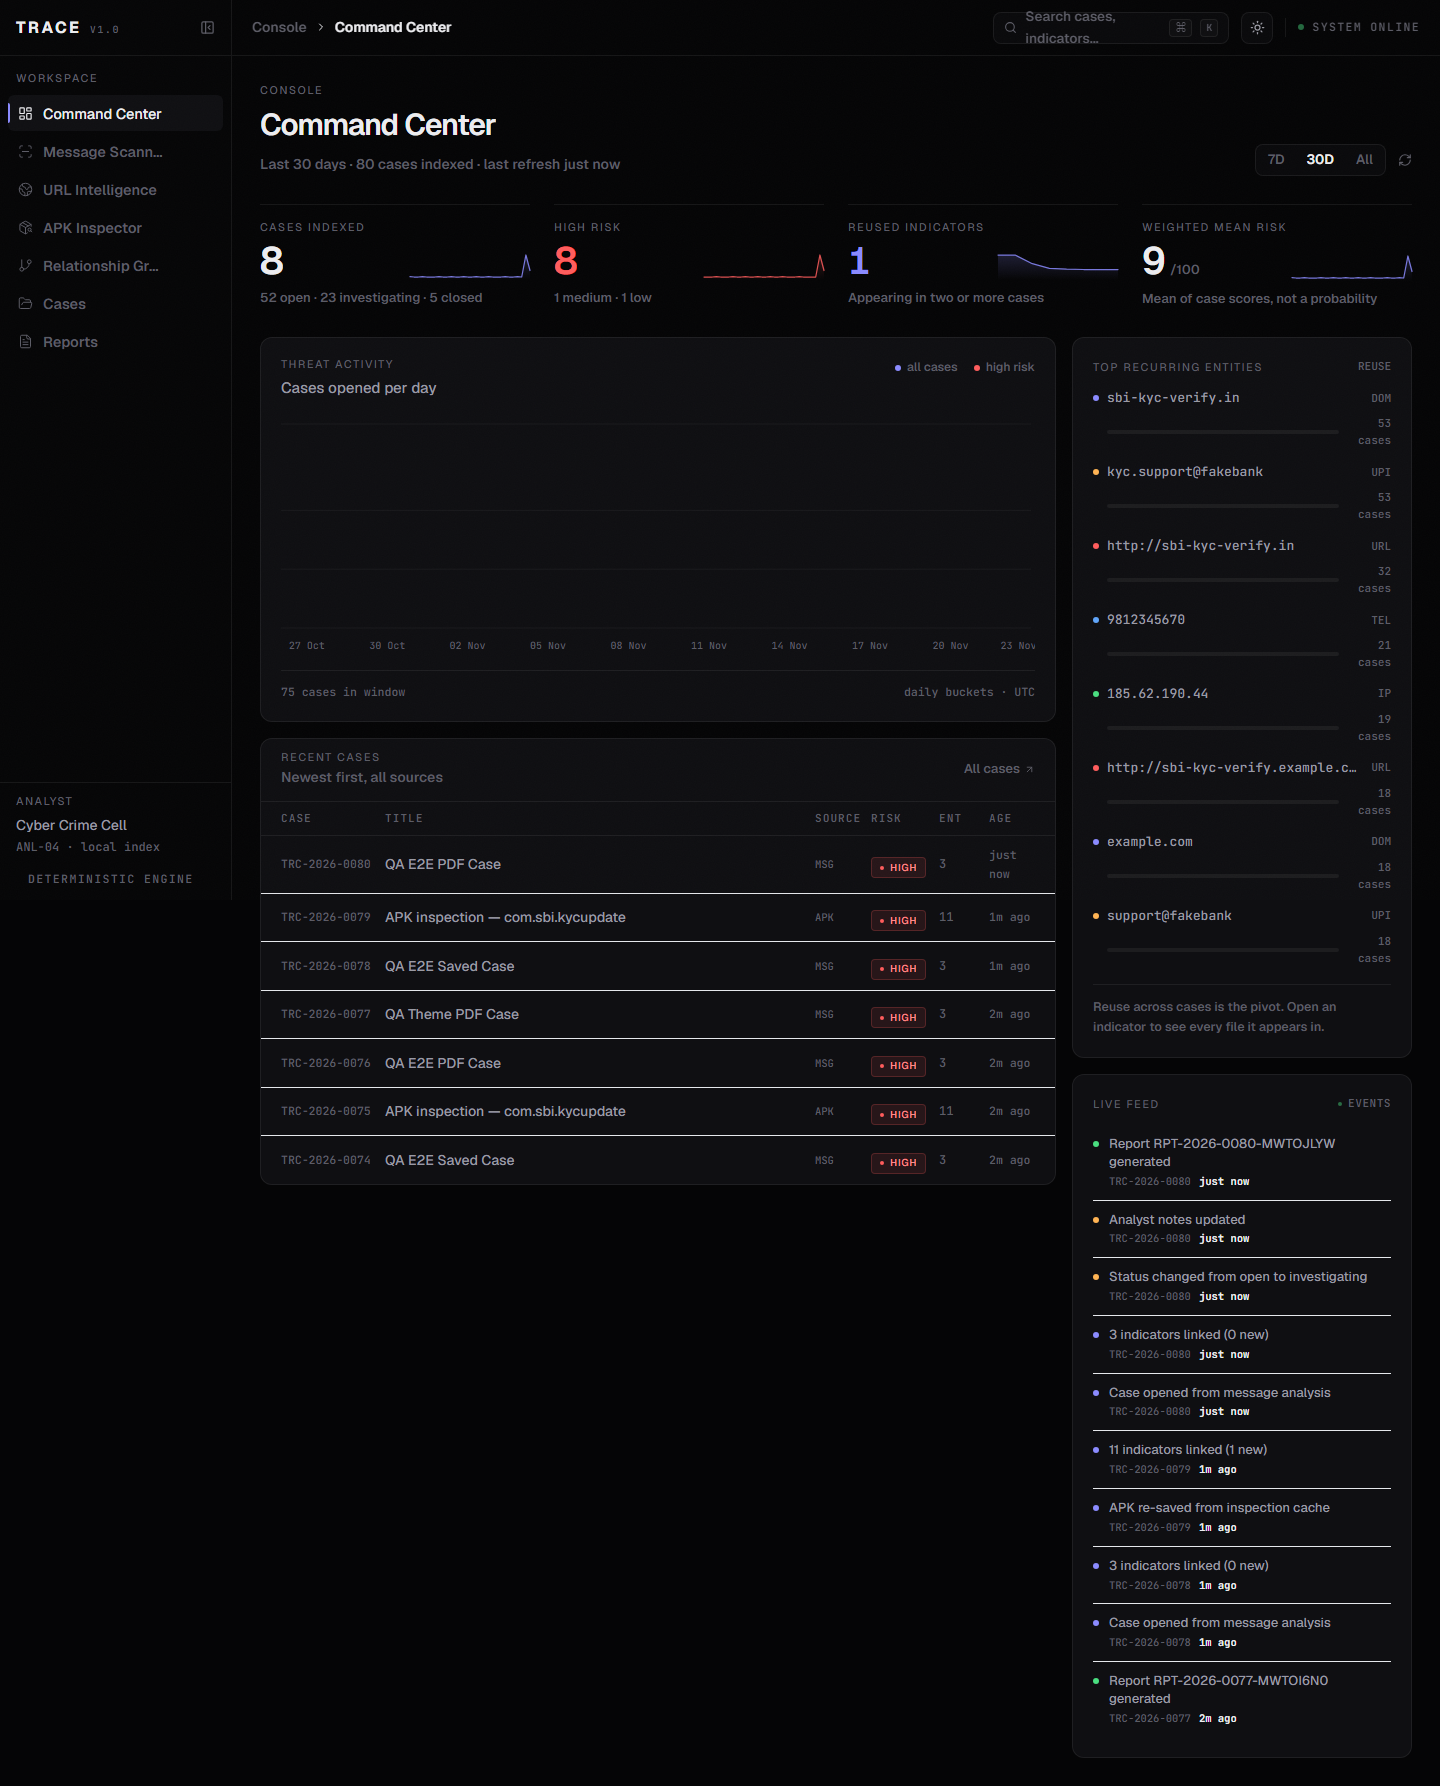 TRACE V1.0
Console > Command Center
Search cases, indicators…
⌘ K
SYSTEM ONLINE
WORKSPACE
Command Center
Message Scann…
URL Intelligence
APK Inspector
Relationship Gr…
Cases
Reports
ANALYST
Cyber Crime Cell
ANL-04 · local index
DETERMINISTIC ENGINE
CONSOLE
Command Center
Last 30 days · 80 cases indexed · last refresh just now
7D 30D All
CASES INDEXED
8
52 open · 23 investigating · 5 closed
HIGH RISK
8
1 medium · 1 low
REUSED INDICATORS
1
Appearing in two or more cases
WEIGHTED MEAN RISK
9 /100
Mean of case scores, not a probability
THREAT ACTIVITY
Cases opened per day
all cases high risk
27 Oct 30 Oct 02 Nov 05 Nov 08 Nov 11 Nov 14 Nov 17 Nov 20 Nov 23 Nov
75 cases in window
daily buckets · UTC
RECENT CASES
Newest first, all sources
All cases
CASE TITLE SOURCE RISK ENT AGE
TRC-2026-0080 QA E2E PDF Case MSG HIGH 3 just now
TRC-2026-0079 APK inspection — com.sbi.kycupdate APK HIGH 11 1m ago
TRC-2026-0078 QA E2E Saved Case MSG HIGH 3 1m ago
TRC-2026-0077 QA Theme PDF Case MSG HIGH 3 2m ago
TRC-2026-0076 QA E2E PDF Case MSG HIGH 3 2m ago
TRC-2026-0075 APK inspection — com.sbi.kycupdate APK HIGH 11 2m ago
TRC-2026-0074 QA E2E Saved Case MSG HIGH 3 2m ago
TOP RECURRING ENTITIES REUSE
sbi-kyc-verify.in DOM
53 cases
kyc.support@fakebank UPI
53 cases
http://sbi-kyc-verify.in URL
32 cases
9812345670 TEL
21 cases
185.62.190.44 IP
19 cases
http://sbi-kyc-verify.example.c… URL
18 cases
example.com DOM
18 cases
support@fakebank UPI
18 cases
Reuse across cases is the pivot. Open an
indicator to see every file it appears in.
LIVE FEED EVENTS
Report RPT-2026-0080-MWTOJLYW
generated
TRC-2026-0080 just now
Analyst notes updated
TRC-2026-0080 just now
Status changed from open to investigating
TRC-2026-0080 just now
3 indicators linked (0 new)
TRC-2026-0080 just now
Case opened from message analysis
TRC-2026-0080 just now
11 indicators linked (1 new)
TRC-2026-0079 1m ago
APK re-saved from inspection cache
TRC-2026-0079 1m ago
3 indicators linked (0 new)
TRC-2026-0078 1m ago
Case opened from message analysis
TRC-2026-0078 1m ago
Report RPT-2026-0077-MWTOI6N0
generated
TRC-2026-0077 2m ago